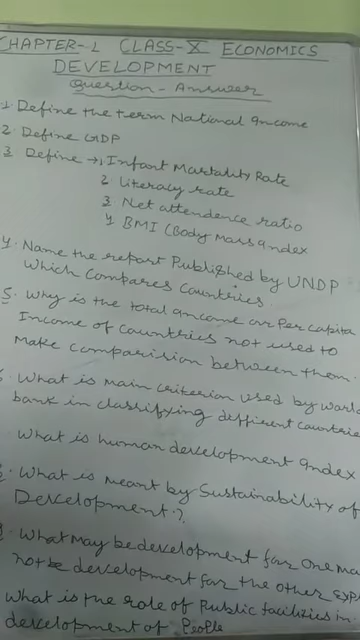 CHAPTER-1 CLASS-X ECONOMICS
DEVELOPMENT
Question - Answer
1. Define the term National Income
2. Define GDP
3. Define → 1. Infant Mortality Rate
2. Literacy rate
3. Net attendence ratio
4. BMI (Body Mass Index
4. Name the report Published by UNDP
Which Compares Countries.
5. Why is the total Income or Per Capita
Income of Countries not used to
Make Comparision between them.
What is main criterion used by World
bank in classifying different Countries
What is human development Index
What is meant by Sustainability of
Development?
What May be development for one ma
not be development for the other exp
What is the role of Public facilities in
development of People